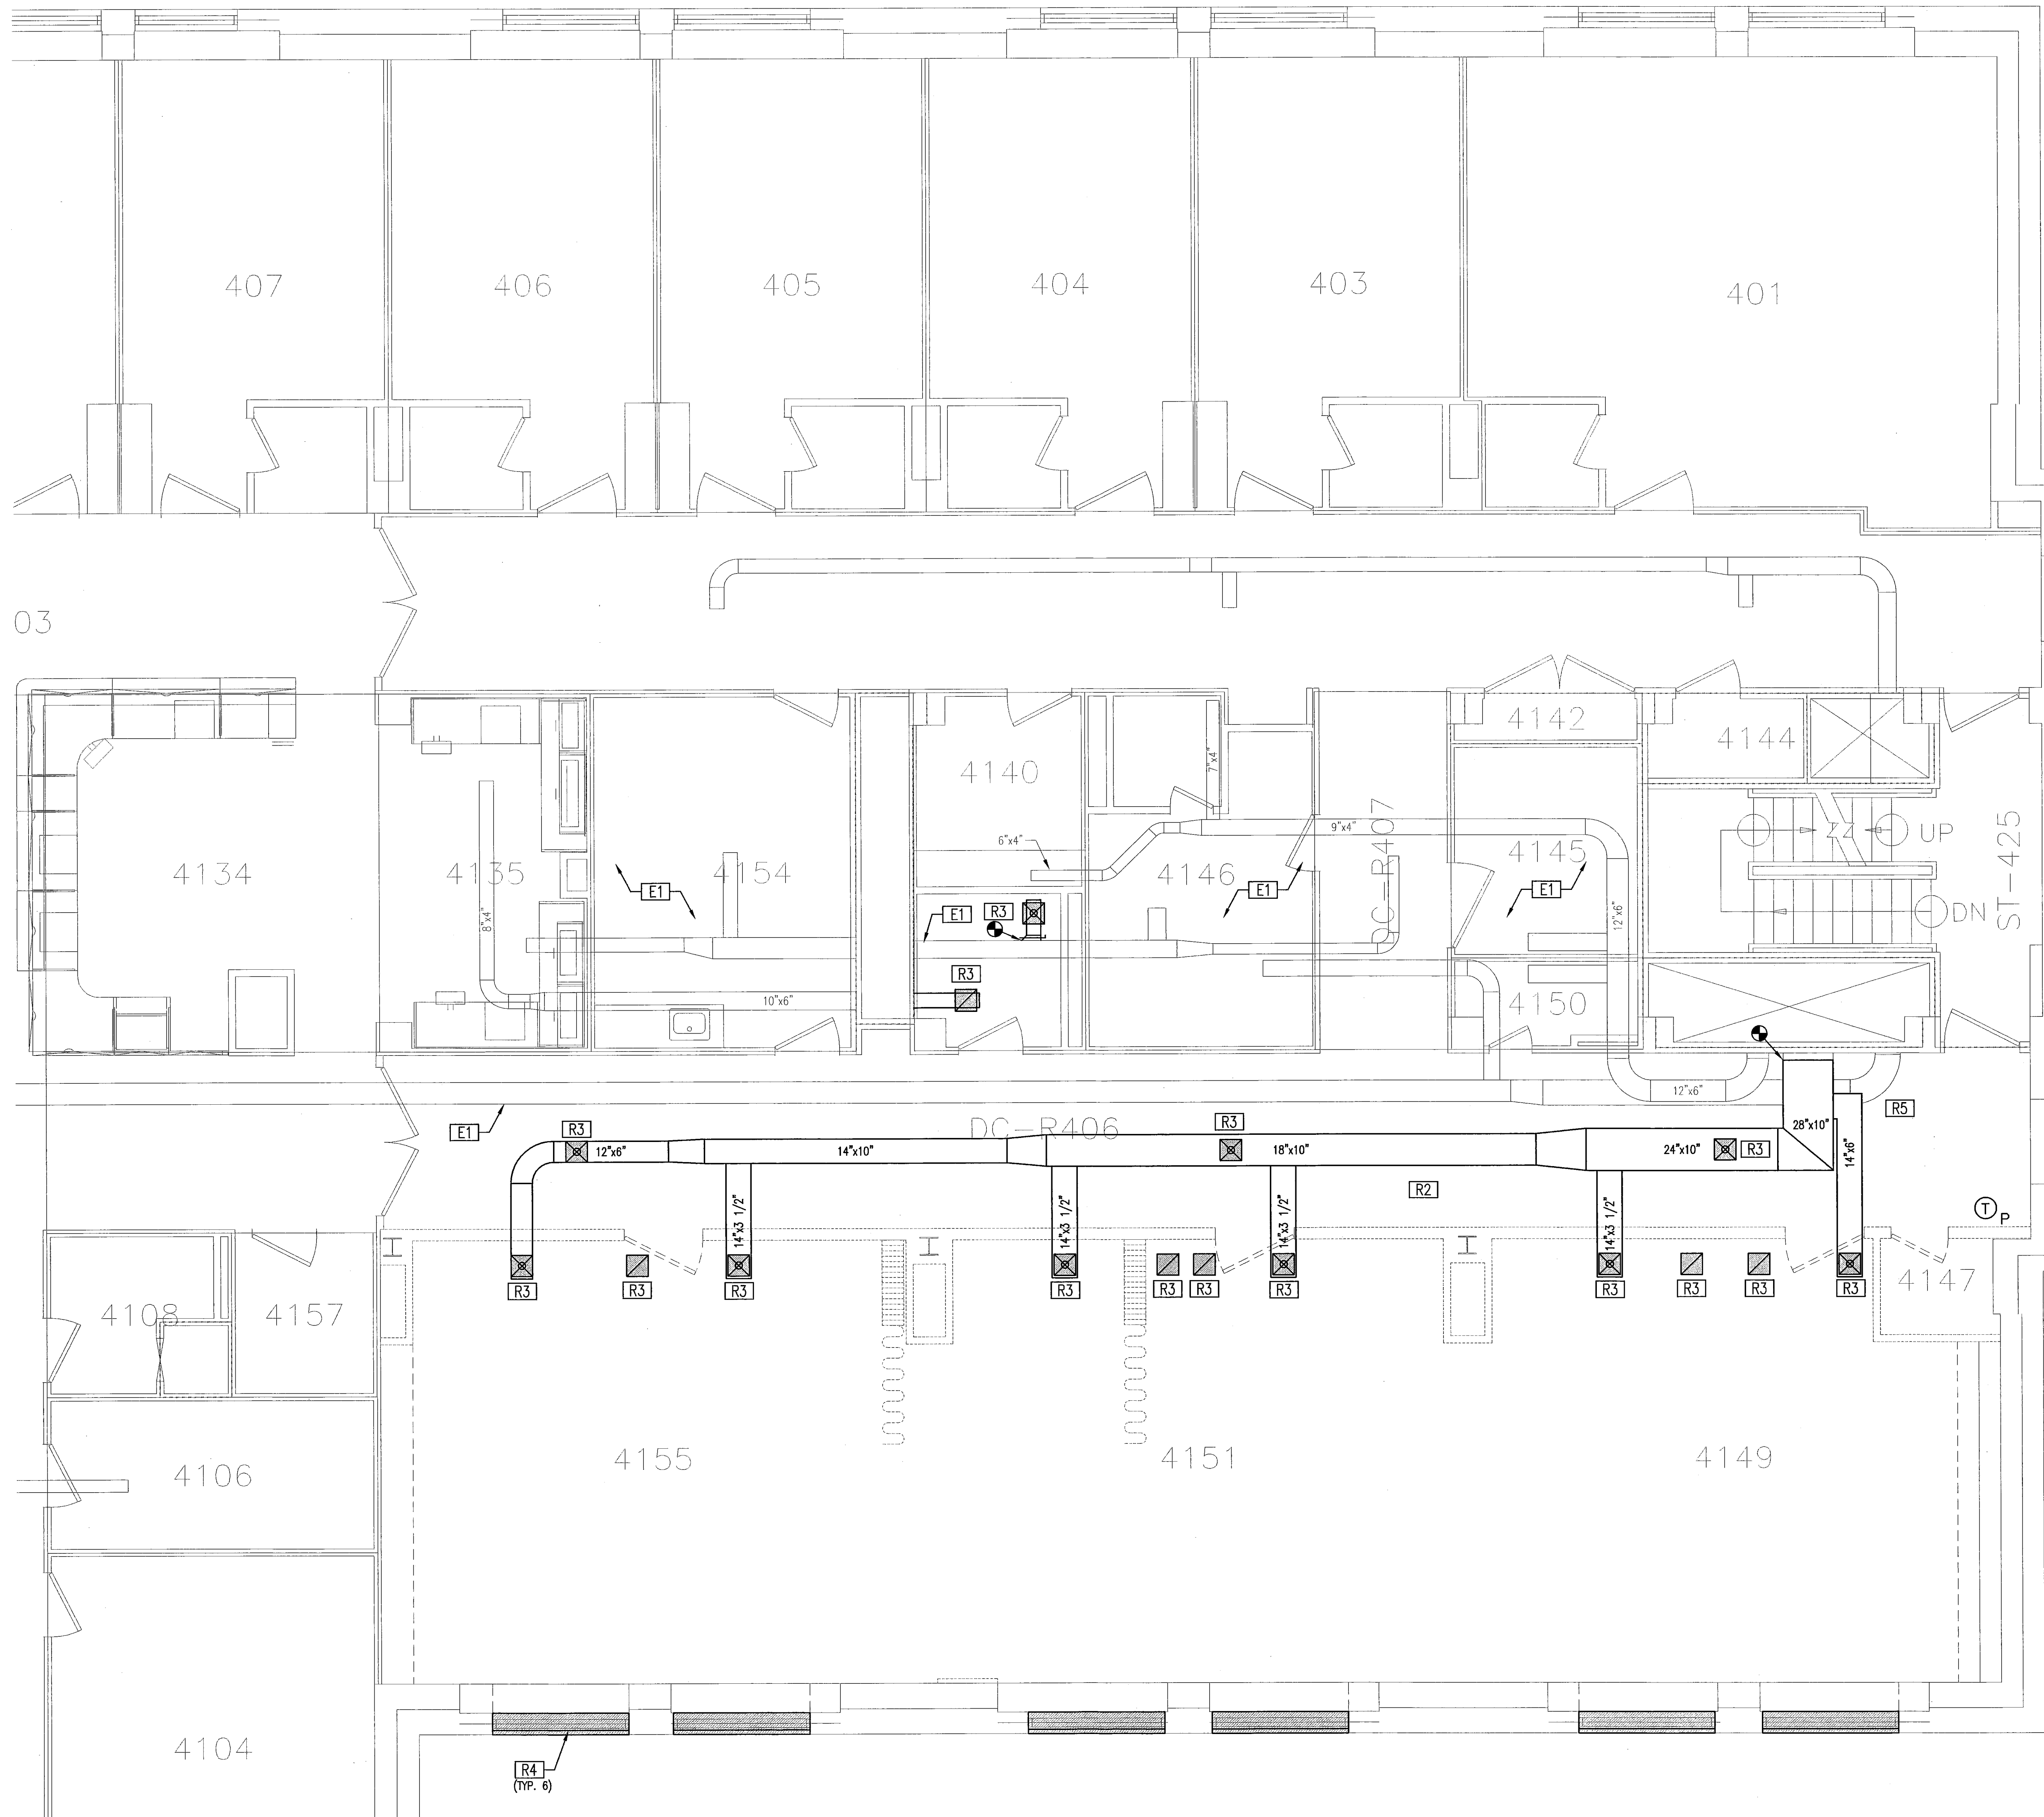 407
406
405
404
403
401
03
4142
4144
4140
7"x4"
9"x4"
6"x4"
DC-R407
4145
UP
ST-425
4134
4135
4154
4146
E1
E1
E1
8"x4"
E1
R3
12"x6"
DN
R3
10"x6"
4150
12"x6"
R5
E1
DC-R406
R3
R3
28"x10"
12"x6"
14"x10"
18"x10"
24"x10"
R3
14"x6"
R2
14"x3 1/2"
14"x3 1/2"
14"x3 1/2"
14"x3 1/2"
T
P
H
H
H
R3
R3
R3
R3
R3
R3
R3
R3
R3
R3
R3
4147
4108
4157
4155
4151
4149
4106
4104
R4
(TYP. 6)